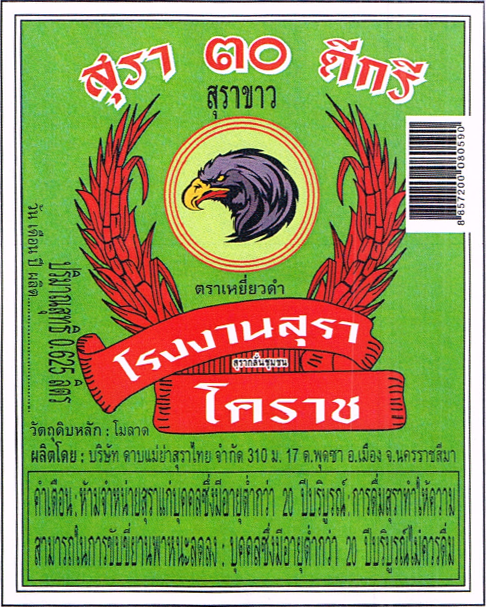 สุรา ๓๐ ดีกรี
สุราขาว
8 857200 080590
ตราเหยี่ยวดำ
วัน เดือน ปี ผลิต
ปริมาณสุทธิ 0.625 ลิตร
โรงงานสุรา
สุรากลั่นชุมชน
โคราช
วัตถุดิบหลัก : โมลาด
ผลิตโดย : บริษัท ดาบแม่ย่าสุราไทย จำกัด 310 ม. 17 ต.พุดซา อ.เมือง จ.นครราชสีมา
คำเตือน : ห้ามจำหน่ายสุราแก่บุคคลซึ่งมีอายุต่ำกว่า 20 ปีบริบูรณ์ : การดื่มสุราทำให้ความ
สามารถในการขับขี่ยานพาหนะลดลง : บุคคลซึ่งมีอายุต่ำกว่า 20 ปีบริบูรณ์ไม่ควรดื่ม